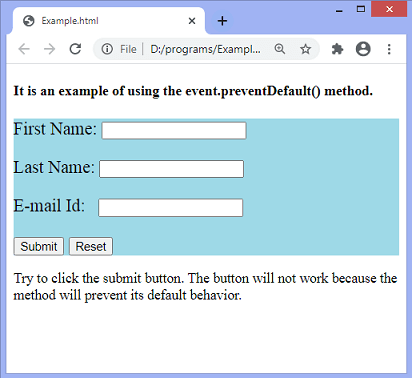 Example.html
File
D:/programs/Exampl...
It is an example of using the event.preventDefault() method.
First Name:
Last Name:
E-mail Id:
Submit Reset
Try to click the submit button. The button will not work because the
method will prevent its default behavior.